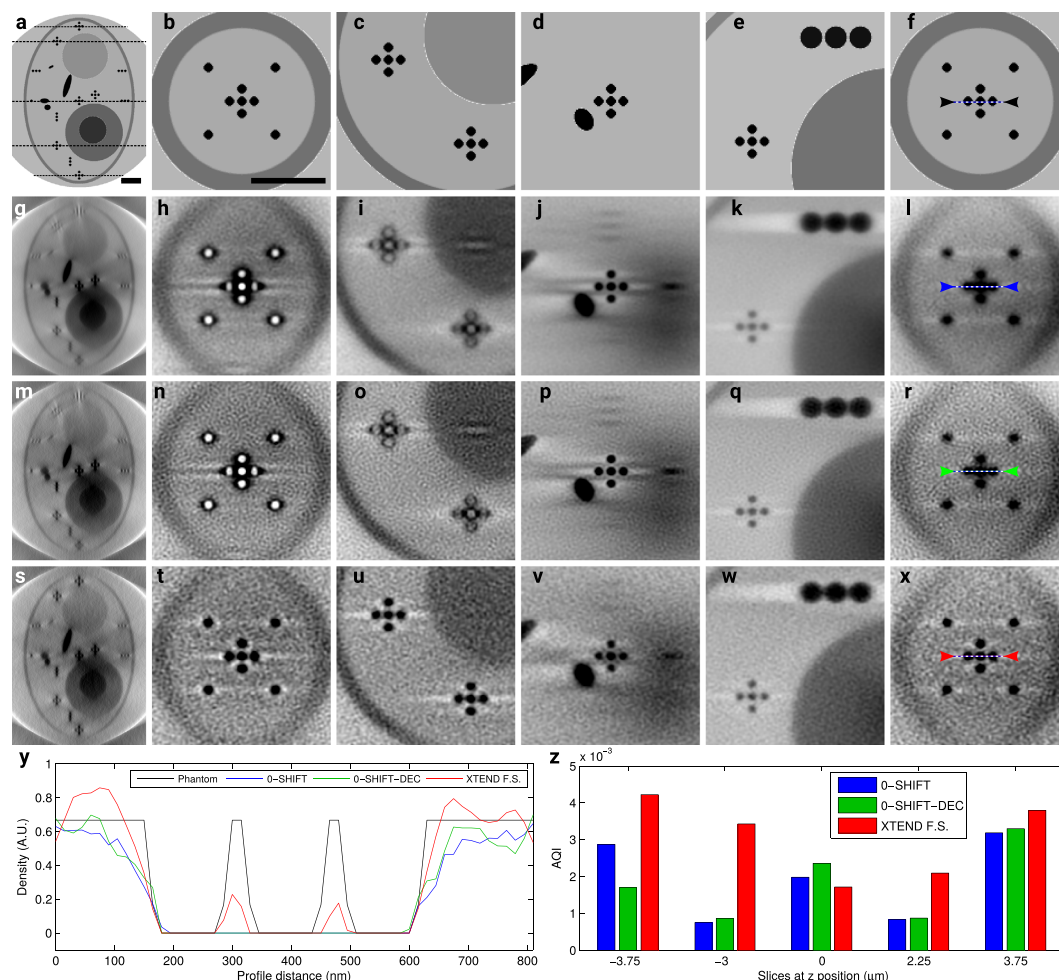 a b c d e f
g h i j k l
m n o p q r
s t u v w x
y
Phantom 0-SHIFT 0-SHIFT-DEC XTEND F.S.
1
0.8
0.6
0.4
0.2
0
Density (A.U.)
0 100 200 300 400 500 600 700 800
Profile distance (nm)
z
× 10⁻³
0-SHIFT
0-SHIFT-DEC
XTEND F.S.
5
4
3
2
1
0
AQI
−3.75 −3 0 2.25 3.75
Slices at z position (μm)